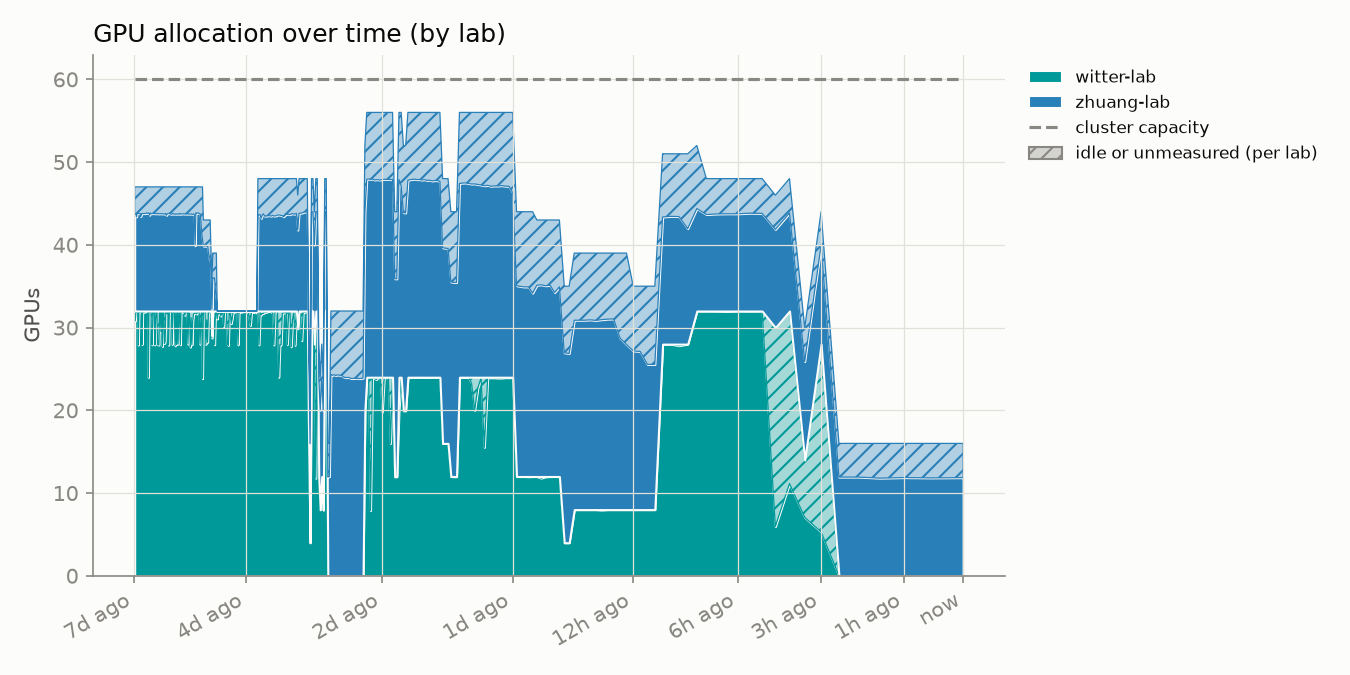 GPU allocation over time (by lab)
GPUs
60
50
40
30
20
10
0
7d ago
4d ago
2d ago
1d ago
12h ago
6h ago
3h ago
1h ago
now
witter-lab
zhuang-lab
cluster capacity
idle or unmeasured (per lab)